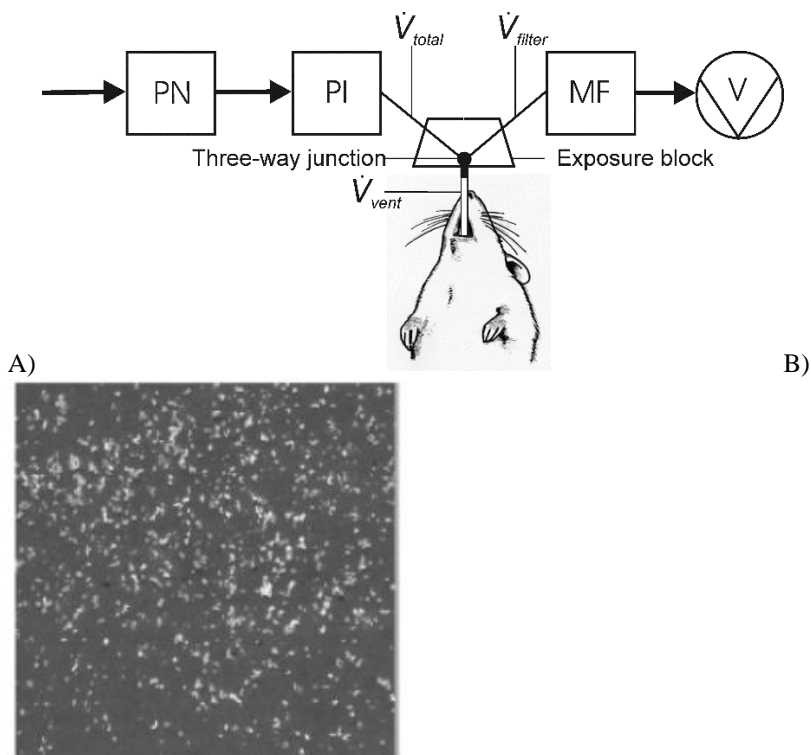 V̇total V̇filter
PN PI MF V
Three-way junction Exposure block
V̇vent
A) B)